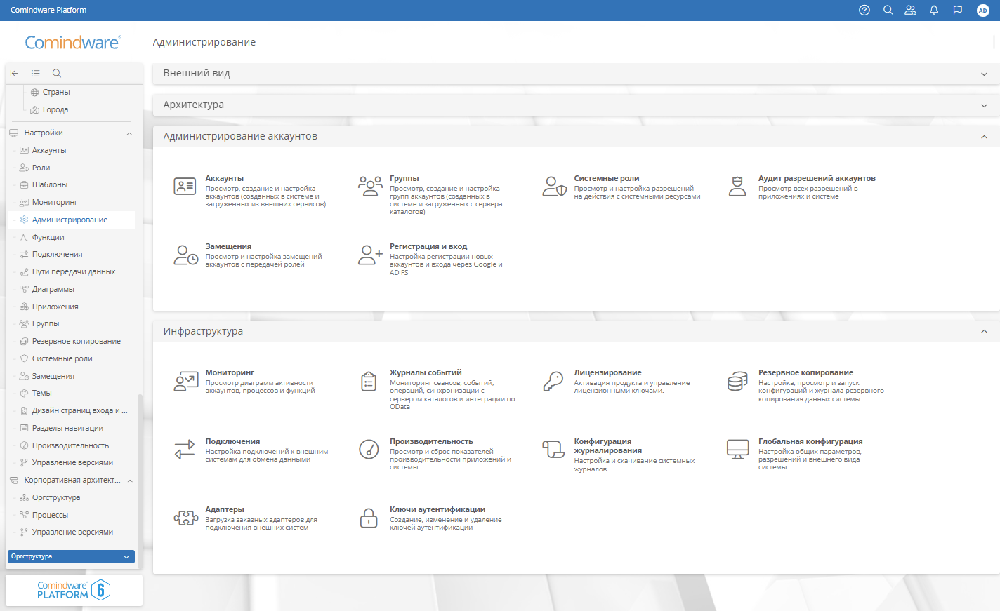 Comindware Platform
AD
Comindware®
Администрирование
Страны
Города
Настройки
Аккаунты
Роли
Шаблоны
Мониторинг
Администрирование
Функции
Подключения
Пути передачи данных
Диаграммы
Приложения
Группы
Резервное копирование
Системные роли
Замещения
Темы
Дизайн страниц входа и ...
Разделы навигации
Производительность
Управление версиями
Корпоративная архитект...
Оргструктура
Процессы
Управление версиями
Оргструктура
Comindware®
PLATFORM 6
Внешний вид
Архитектура
Администрирование аккаунтов
Аккаунты
Просмотр, создание и настройка
аккаунтов (созданных в системе и
загруженных из внешних сервисов)
Группы
Просмотр, создание и настройка
групп аккаунтов (созданных в
системе и загруженных с сервера
каталогов)
Системные роли
Просмотр и настройка разрешений
на действия с системными ресурсами
Аудит разрешений аккаунтов
Просмотр всех разрешений в
приложениях и системе
Замещения
Просмотр и настройка замещений
аккаунтов с передачей ролей
Регистрация и вход
Настройка регистрации новых
аккаунтов и входа через Google и
AD FS
Инфраструктура
Мониторинг
Просмотр диаграмм активности
аккаунтов, процессов и функций
Журналы событий
Мониторинг сеансов, событий,
операций, синхронизации с
сервером каталогов и интеграции по
OData
Лицензирование
Активация продукта и управление
лицензионными ключами.
Резервное копирование
Настройка, просмотр и запуск
конфигураций и журнала резервного
копирования данных системы
Подключения
Настройка подключений к внешним
системам для обмена данными
Производительность
Просмотр и сброс показателей
производительности приложений и
системы
Конфигурация
журналирования
Настройка и скачивание системных
журналов
Глобальная конфигурация
Настройка общих параметров,
разрешений и внешнего вида
системы
Адаптеры
Загрузка заказных адаптеров для
подключения внешних систем
Ключи аутентификации
Создание, изменение и удаление
ключей аутентификации